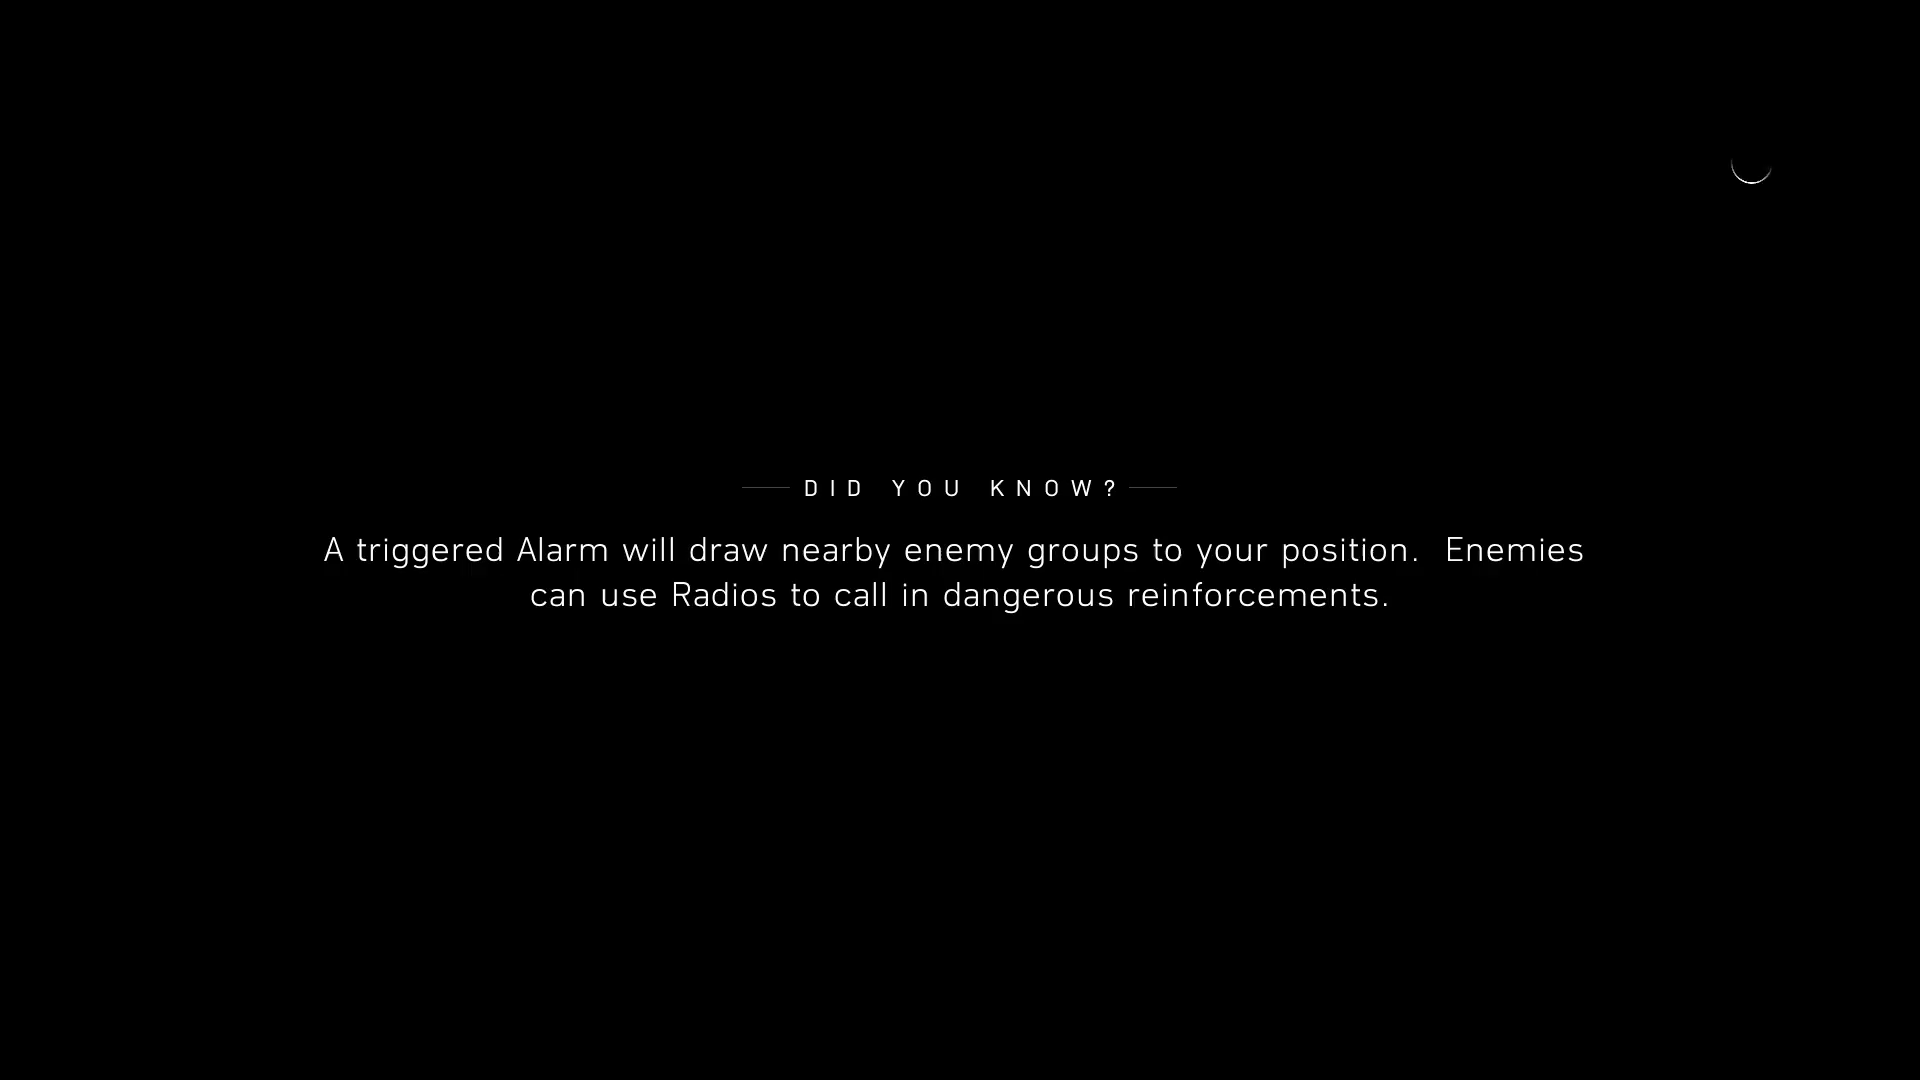 DID YOU KNOW?
A triggered Alarm will draw nearby enemy groups to your position.  Enemies
can use Radios to call in dangerous reinforcements.